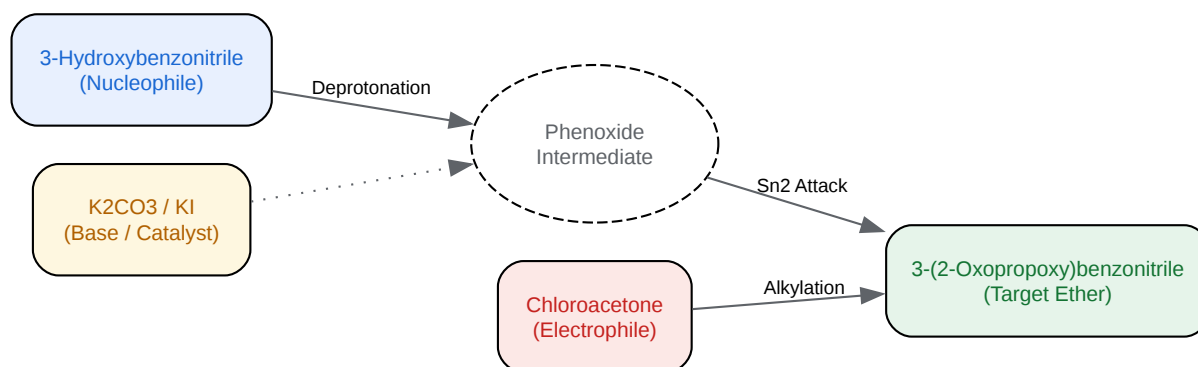 3-Hydroxybenzonitrile
(Nucleophile)
Deprotonation
K2CO3 / KI
(Base / Catalyst)
Phenoxide
Intermediate
Sn2 Attack
Chloroacetone
(Electrophile)
Alkylation
3-(2-Oxopropoxy)benzonitrile
(Target Ether)